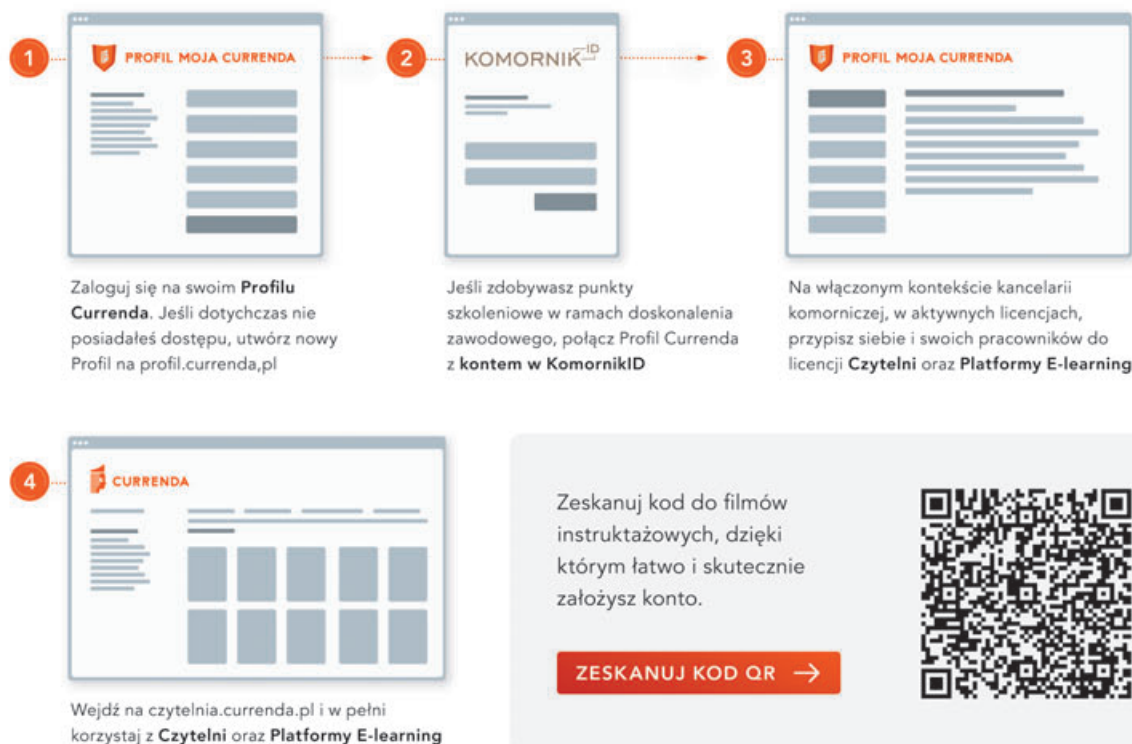 1
PROFIL MOJA CURRENDA
Zaloguj się na swoim Profilu
Currenda. Jeśli dotychczas nie
posiadałeś dostępu, utwórz nowy
Profil na profil.currenda,pl
2
KOMORNIK ID
Jeśli zdobywasz punkty
szkoleniowe w ramach doskonalenia
zawodowego, połącz Profil Currenda
z kontem w KomornikID
3
PROFIL MOJA CURRENDA
Na włączonym kontekście kancelarii
komorniczej, w aktywnych licencjach,
przypisz siebie i swoich pracowników do
licencji Czytelni oraz Platformy E-learning
4
CURRENDA
Wejdź na czytelnia.currenda.pl i w pełni
korzystaj z Czytelni oraz Platformy E-learning
Zeskanuj kod do filmów
instruktażowych, dzięki
którym łatwo i skutecznie
założysz konto.
ZESKANUJ KOD QR →